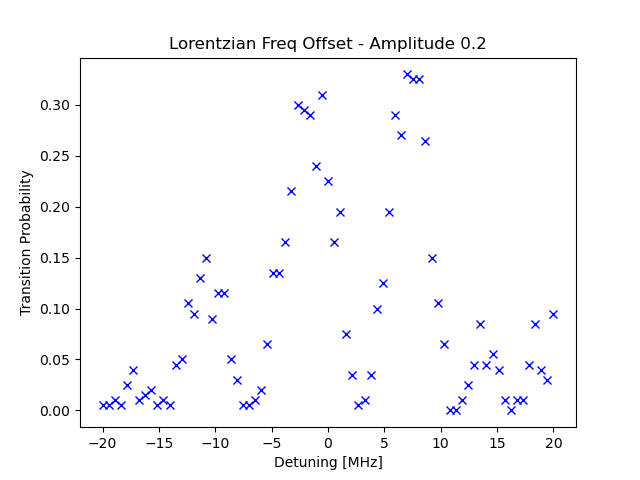 Lorentzian Freq Offset - Amplitude 0.2
Transition Probability
0.30
0.25
0.20
0.15
0.10
0.05
0.00
−20 −15 −10 −5 0 5 10 15 20
Detuning [MHz]